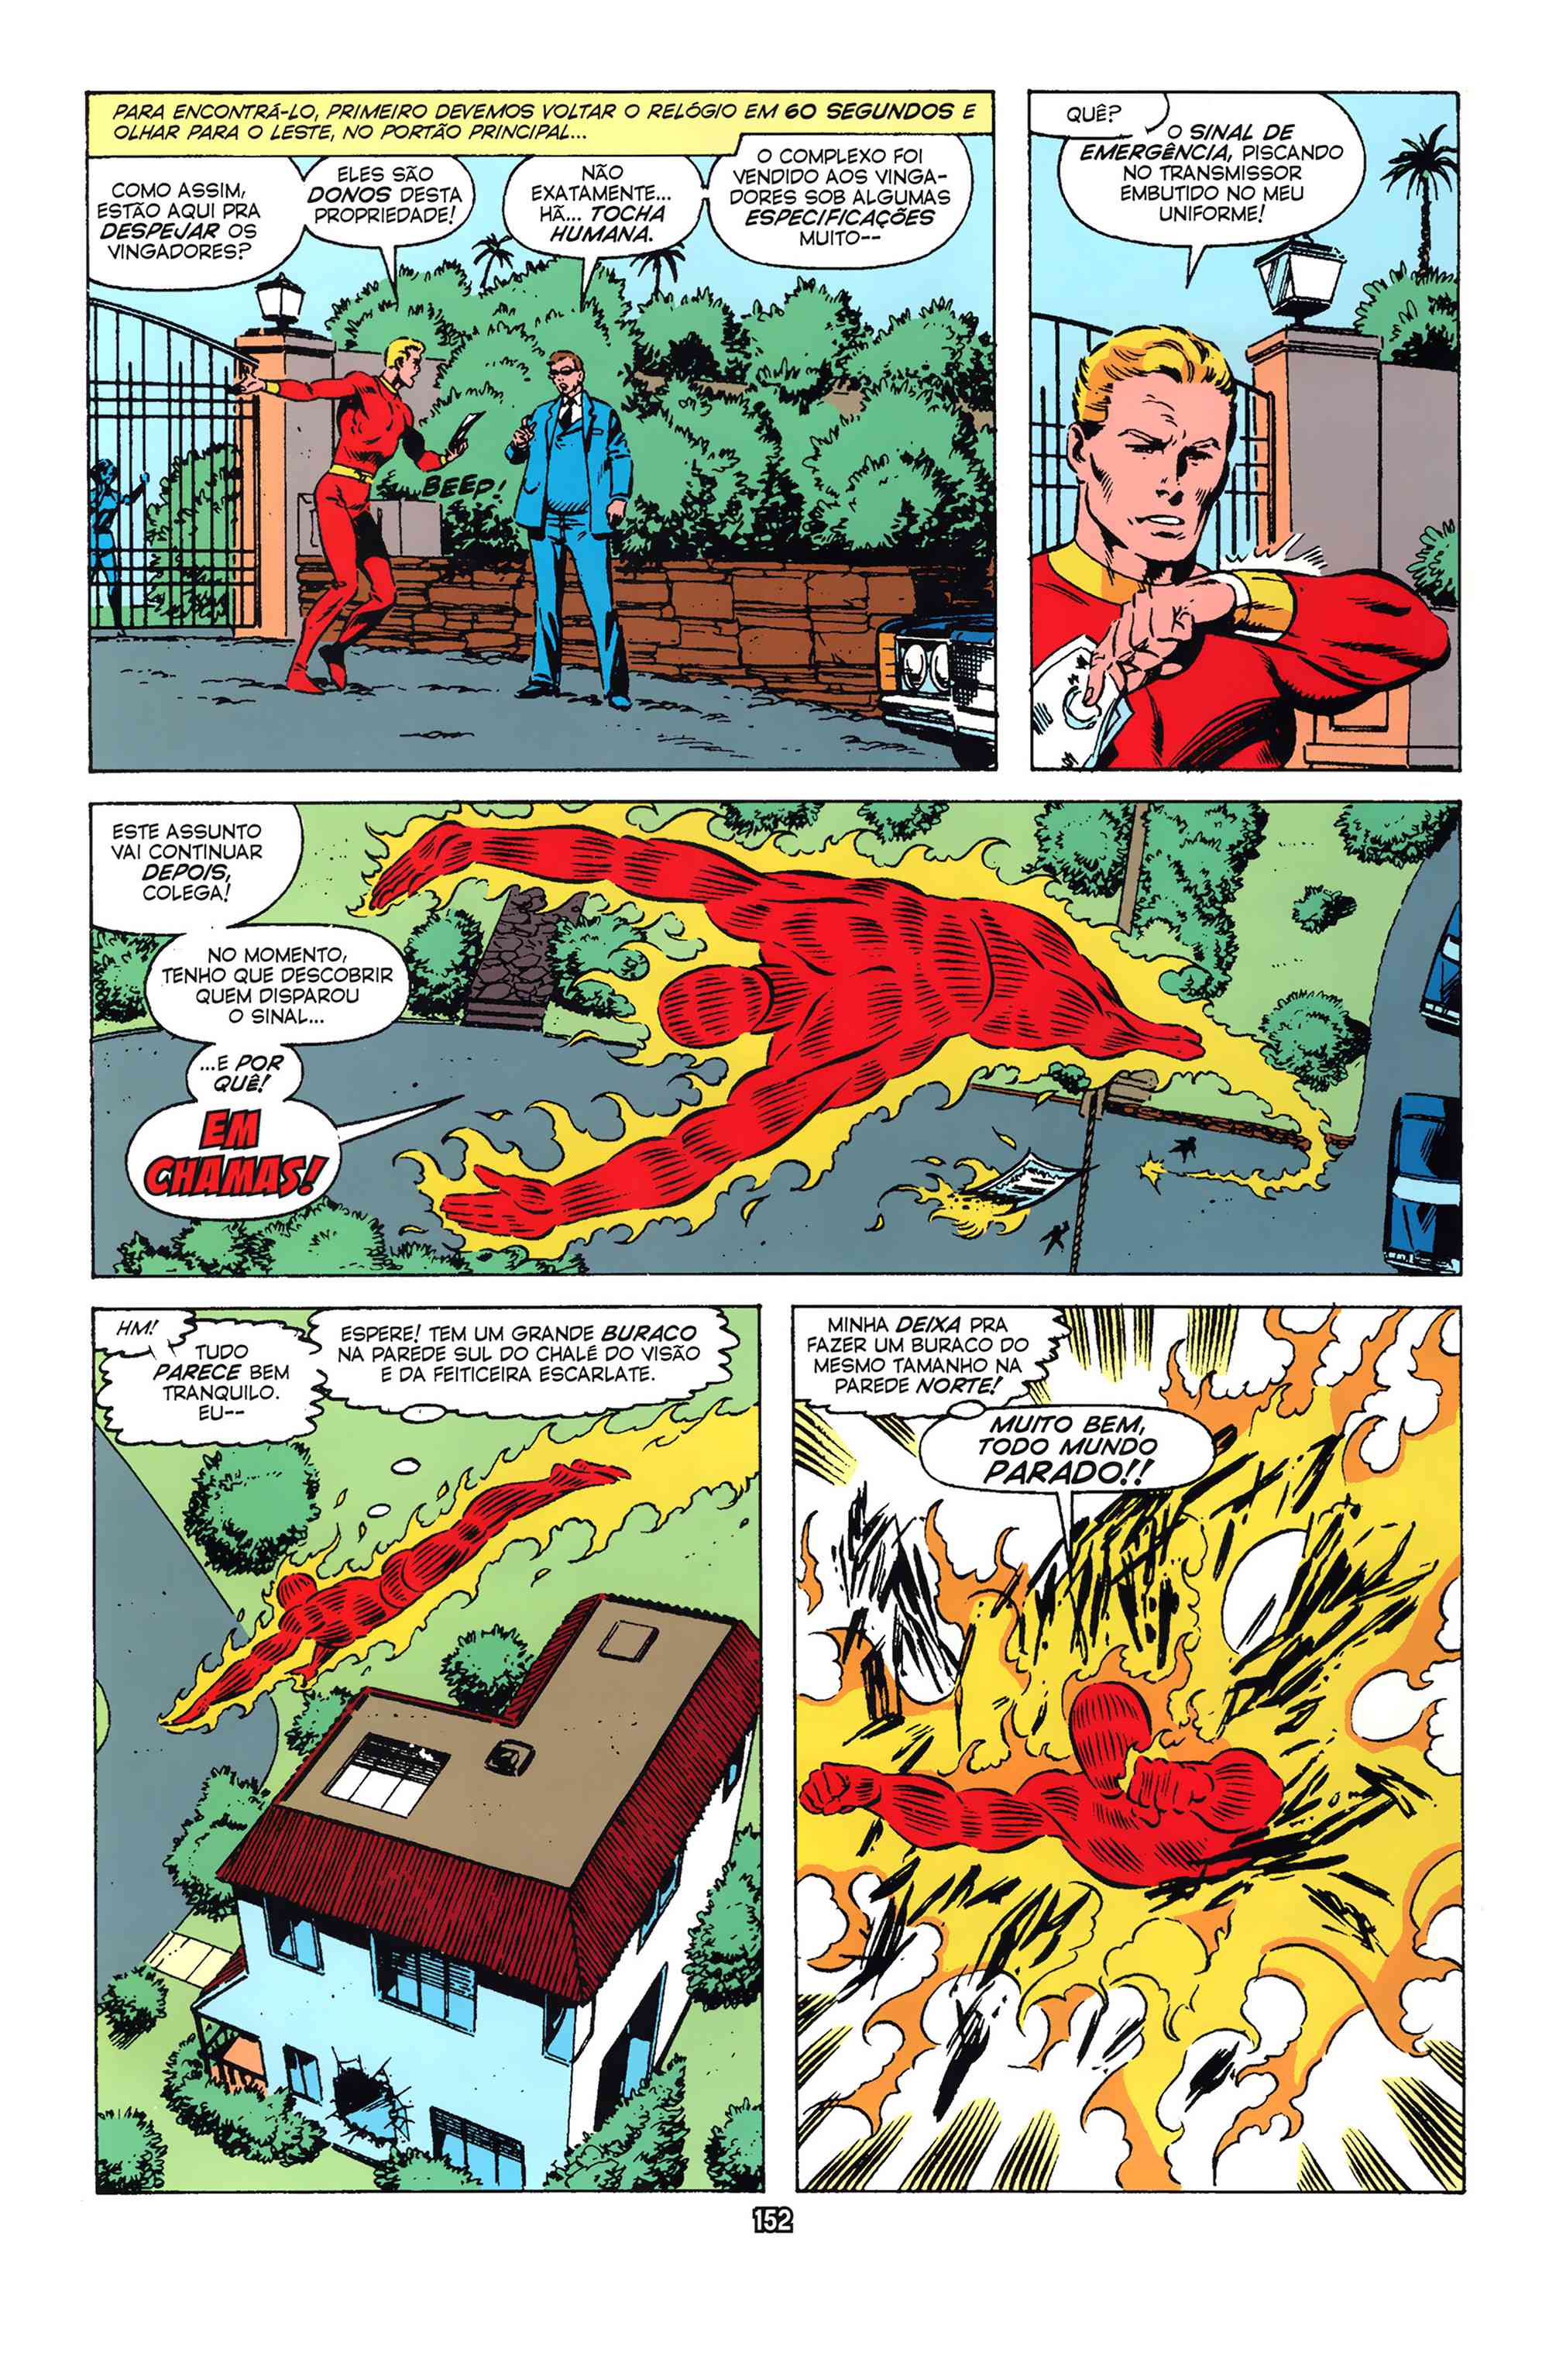 PARA ENCONTRÁ-LO, PRIMEIRO DEVEMOS VOLTAR O RELÓGIO EM 60 SEGUNDOS E
OLHAR PARA O LESTE, NO PORTÃO PRINCIPAL...
COMO ASSIM,
ESTÃO AQUI PRA
DESPEJAR OS
VINGADORES?
ELES SÃO
DONOS DESTA
PROPRIEDADE!
NÃO
EXATAMENTE...
HÃ... TOCHA
HUMANA.
O COMPLEXO FOI
VENDIDO AOS VINGA-
DORES SOB ALGUMAS
ESPECIFICAÇÕES
MUITO--
BEEP!
QUÊ?
O SINAL DE
EMERGÊNCIA, PISCANDO
NO TRANSMISSOR
EMBUTIDO NO MEU
UNIFORME!
ESTE ASSUNTO
VAI CONTINUAR
DEPOIS,
COLEGA!
NO MOMENTO,
TENHO QUE DESCOBRIR
QUEM DISPAROU
O SINAL...
...E POR
QUÊ!
EM
CHAMAS!
HM!
TUDO
PARECE BEM
TRANQUILO.
EU--
ESPERE! TEM UM GRANDE BURACO
NA PAREDE SUL DO CHALÉ DO VISÃO
E DA FEITICEIRA ESCARLATE.
MINHA DEIXA PRA
FAZER UM BURACO DO
MESMO TAMANHO NA
PAREDE NORTE!
MUITO BEM,
TODO MUNDO
PARADO!!
152